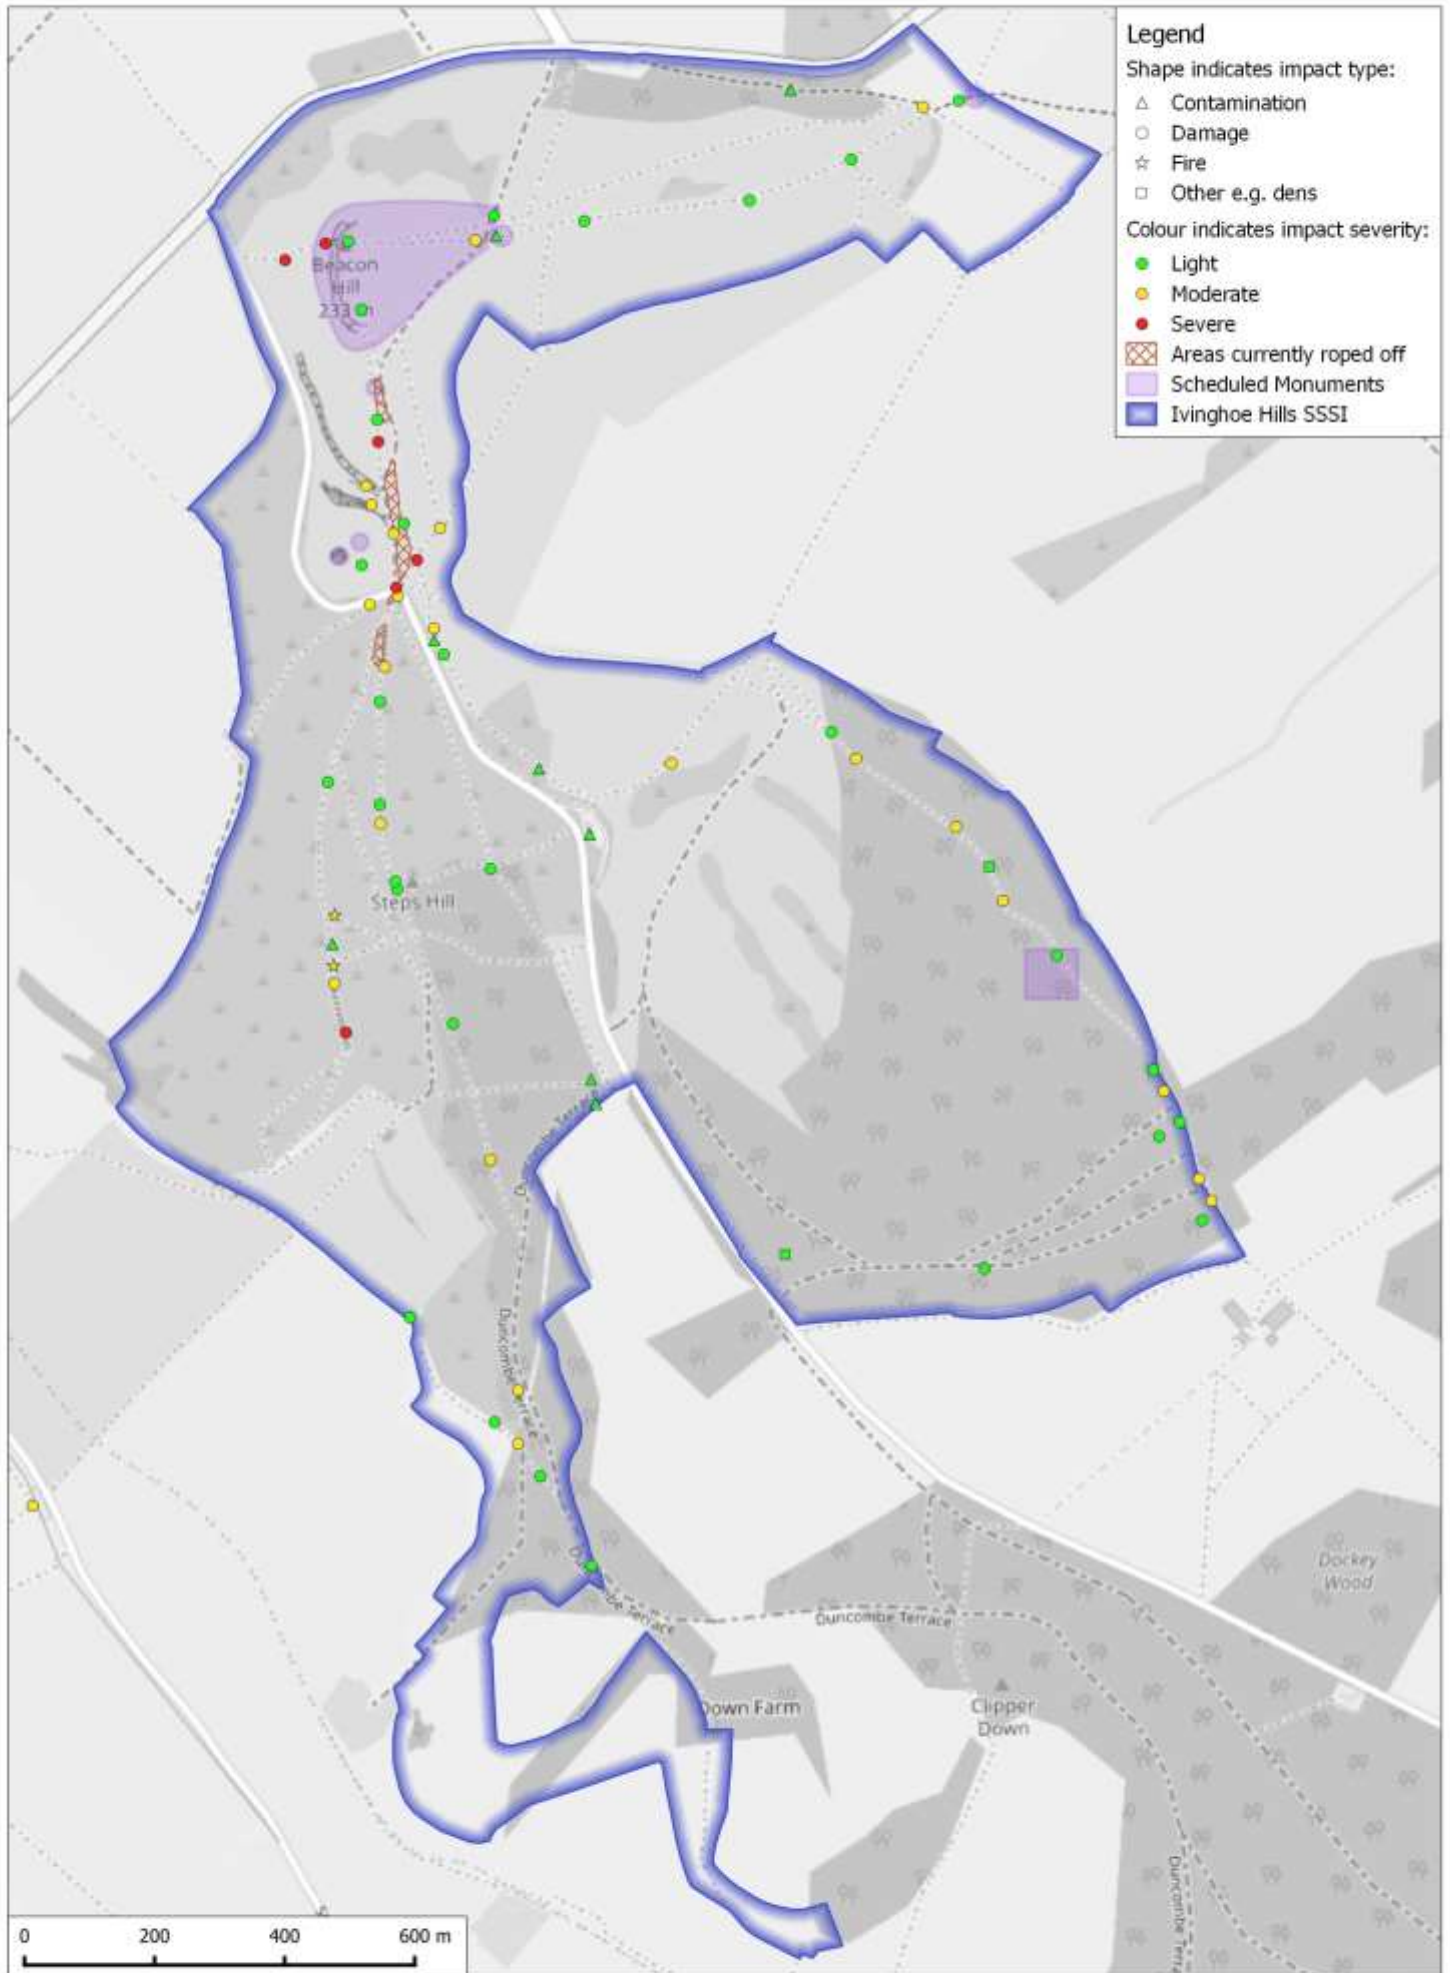 Legend
Shape indicates impact type:
Contamination
Damage
Fire
Other e.g. dens
Colour indicates impact severity:
Light
Moderate
Severe
Areas currently roped off
Scheduled Monuments
Ivinghoe Hills SSSI
Beacon
Hill
233 m
Steps Hill
Duncombe Terrace
Dockey
Wood
Duncombe Terrace
Down Farm
Clipper
Down
0 200 400 600 m